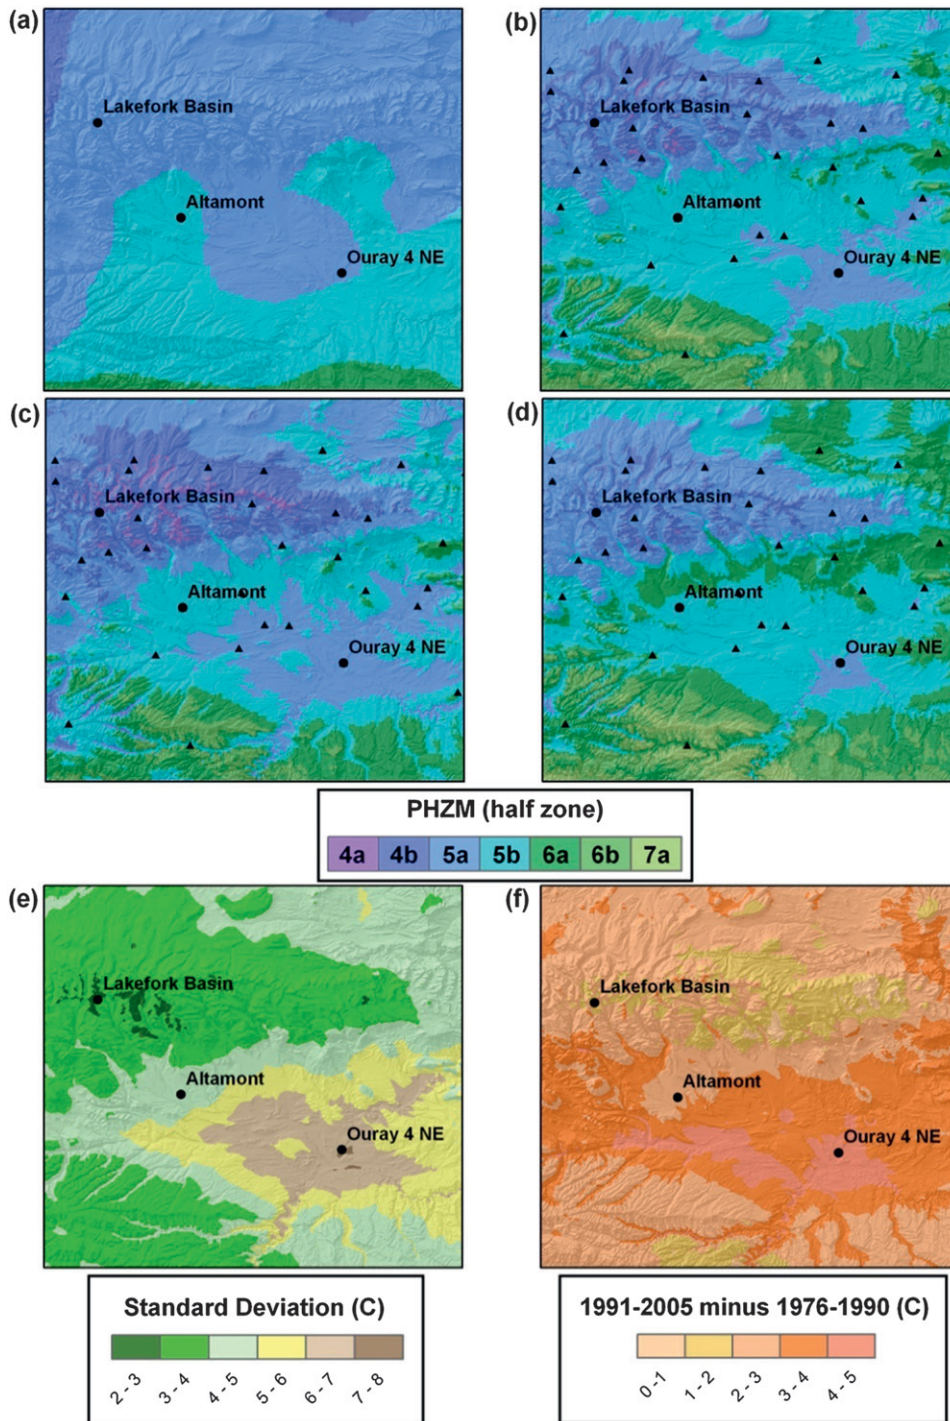 (a)
Lakefork Basin
Altamont
Ouray 4 NE
(b)
Lakefork Basin
Altamont
Ouray 4 NE
(c)
Lakefork Basin
Altamont
Ouray 4 NE
(d)
Lakefork Basin
Altamont
Ouray 4 NE
PHZM (half zone)
4a 4b 5a 5b 6a 6b 7a
(e)
Lakefork Basin
Altamont
Ouray 4 NE
(f)
Lakefork Basin
Altamont
Ouray 4 NE
Standard Deviation (C)
2 - 3 3 - 4 4 - 5 5 - 6 6 - 7 7 - 8
1991-2005 minus 1976-1990 (C)
0 - 1 1 - 2 2 - 3 3 - 4 4 - 5